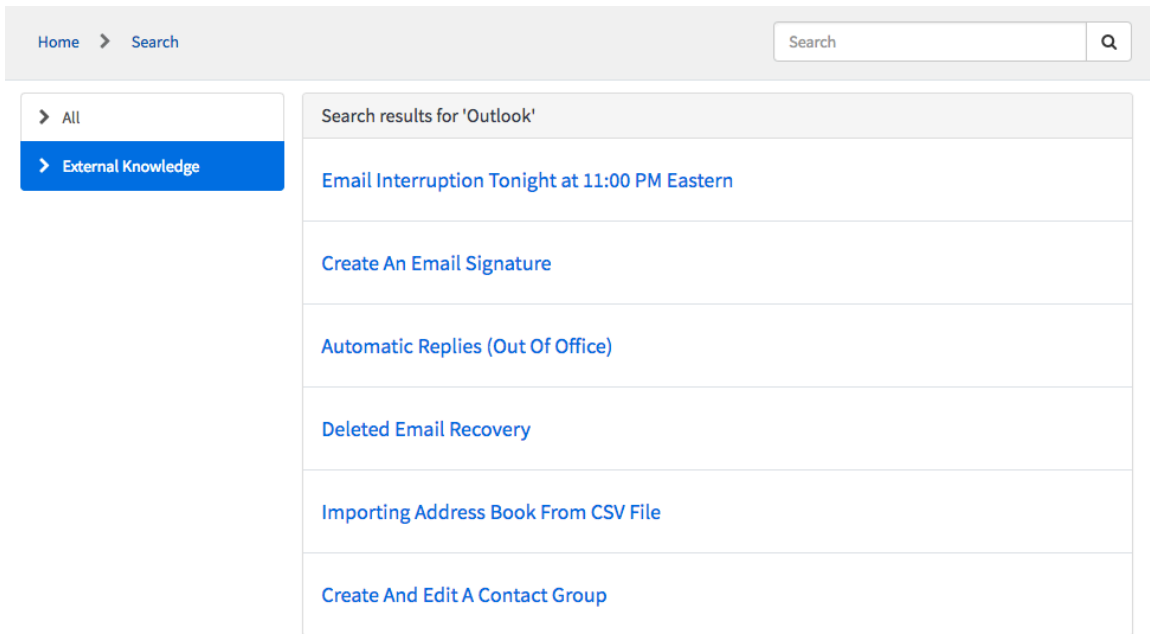 Home Search Search
All
External Knowledge
Search results for 'Outlook'
Email Interruption Tonight at 11:00 PM Eastern
Create An Email Signature
Automatic Replies (Out Of Office)
Deleted Email Recovery
Importing Address Book From CSV File
Create And Edit A Contact Group